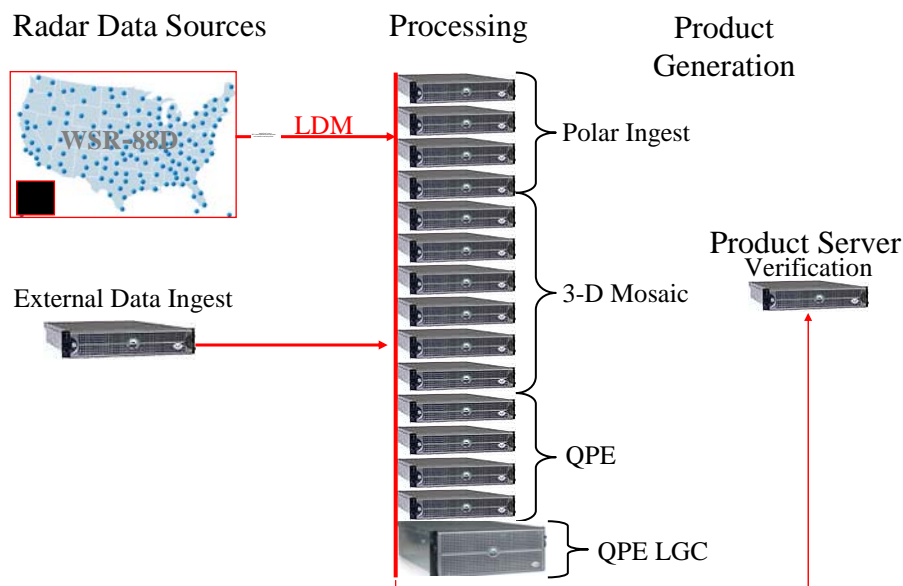 Radar Data Sources
Processing
Product
Generation
WSR-88D
LDM
Polar Ingest
Product Server
Verification
External Data Ingest
3-D Mosaic
QPE
QPE LGC